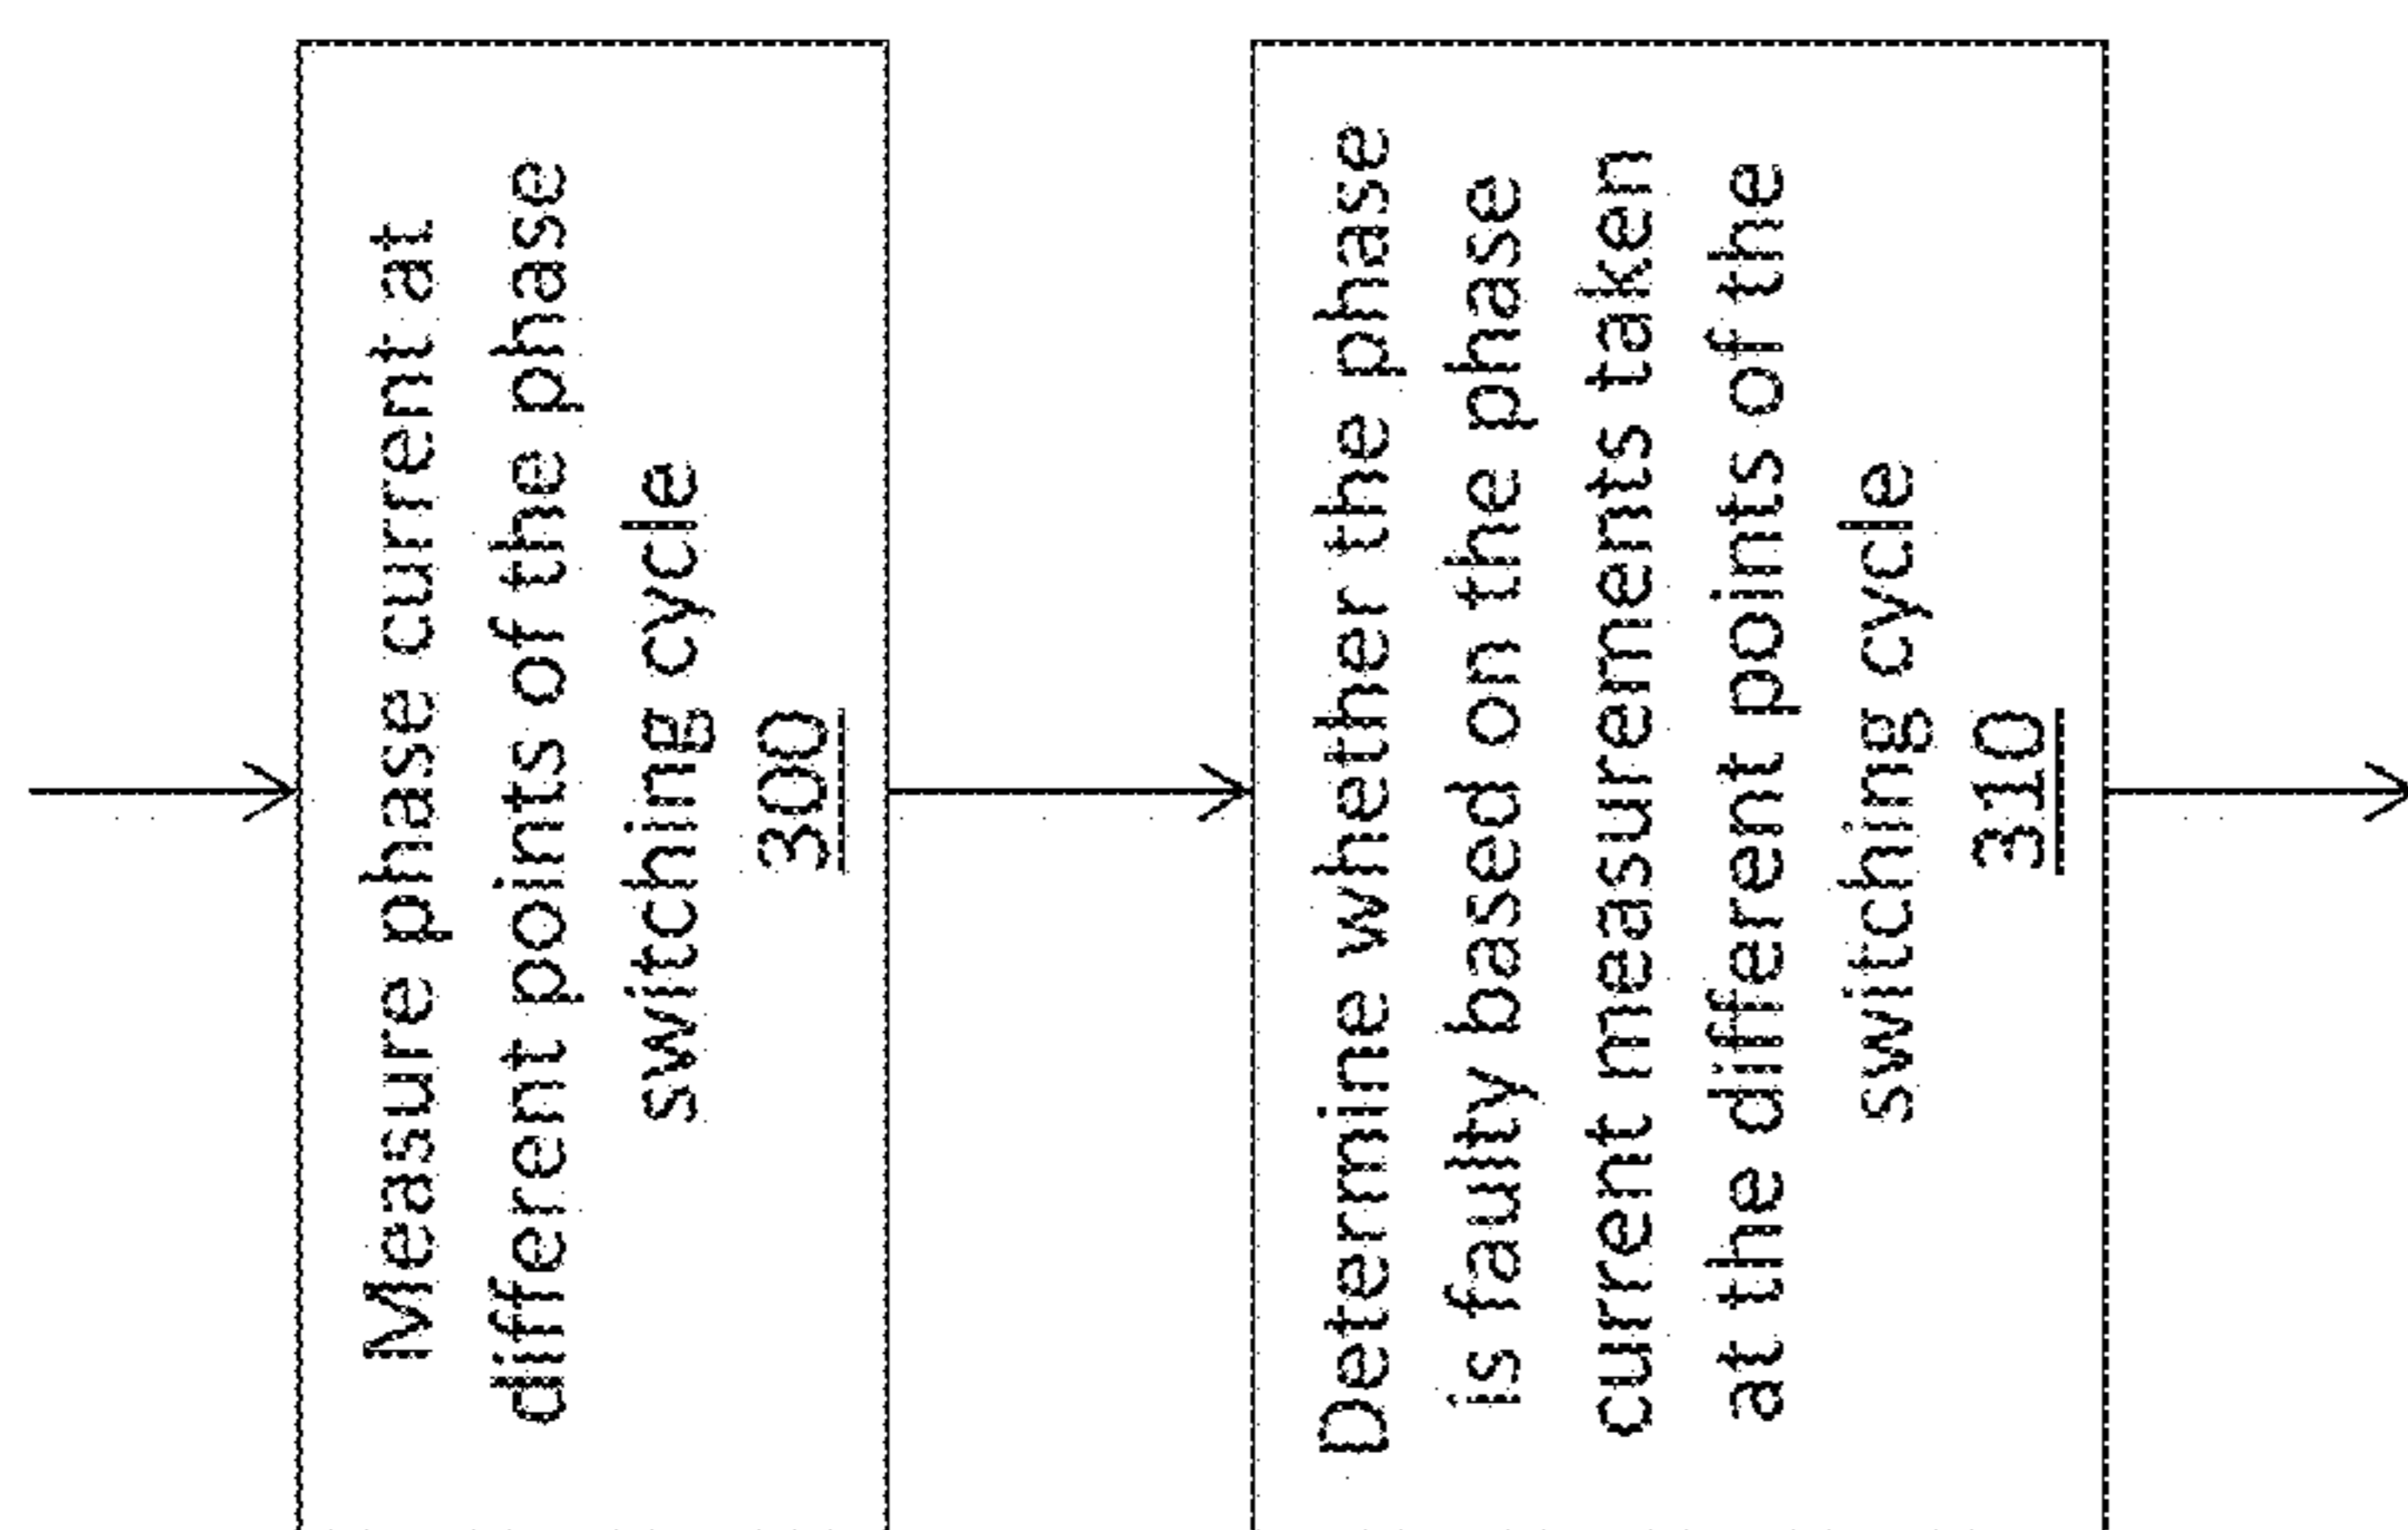 Measure phase current at
different points of the phase
switching cycle
300
Determine whether the phase
is faulty based on the phase
current measurements taken
at the different points of the
switching cycle
310